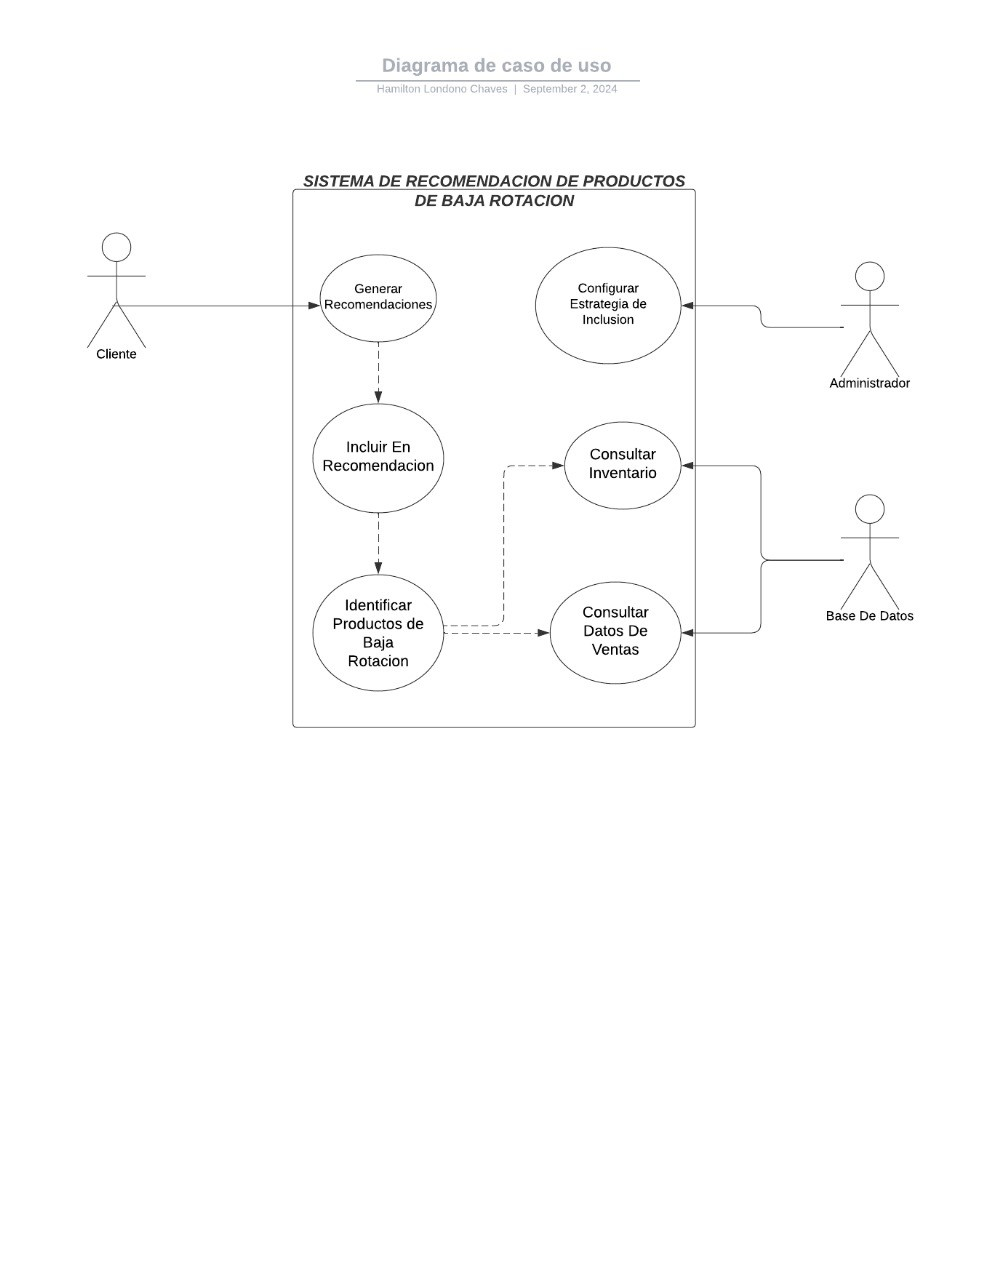 Diagrama de caso de uso
Hamilton Londono Chaves | September 2, 2024
SISTEMA DE RECOMENDACION DE PRODUCTOS
DE BAJA ROTACION
Generar
Recomendaciones
Configurar
Estrategia de
Inclusion
Cliente
Administrador
Incluir En
Recomendacion
Consultar
Inventario
Identificar
Productos de
Baja
Rotacion
Consultar
Datos De
Ventas
Base De Datos